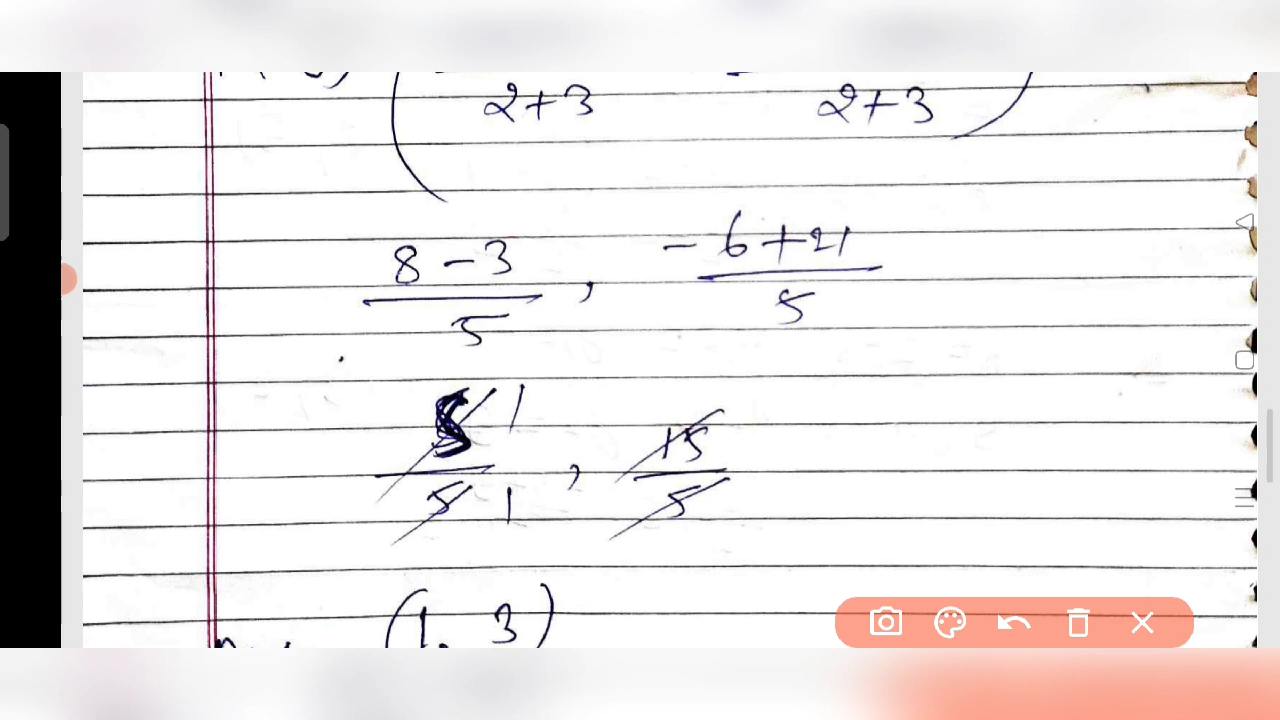 2+3 2+3
8-3 , -6+21
5 5
5 1 , 15
5 1 5
(1, 3)